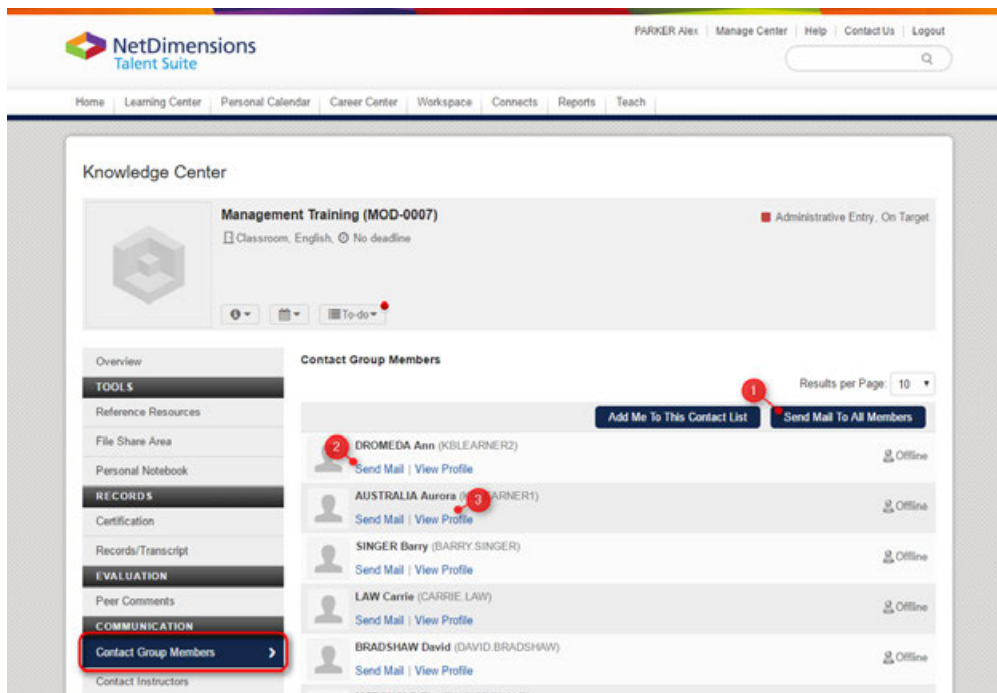 PARKER Alex | Manage Center | Help | Contact Us | Logout
NetDimensions
Talent Suite
Home | Learning Center | Personal Calendar | Career Center | Workspace | Connects | Reports | Teach
Knowledge Center
Management Training (MOD-0007)
Administrative Entry, On Target
Classroom, English, No deadline
To-do
Overview
Contact Group Members
TOOLS
Results per Page: 10
1
Reference Resources
Add Me To This Contact List
Send Mail To All Members
File Share Area
2
DROMEDA Ann (KBLEARNER2)
Offline
Personal Notebook
Send Mail | View Profile
RECORDS
AUSTRALIA Aurora
3
Offline
Certification
Send Mail | View Profile
Records/Transcript
SINGER Barry (BARRY.SINGER)
Offline
EVALUATION
Send Mail | View Profile
Peer Comments
LAW Carrie (CARRIE.LAW)
Offline
COMMUNICATION
Send Mail | View Profile
Contact Group Members
BRADSHAW David (DAVID.BRADSHAW)
Offline
Contact Instructors
Send Mail | View Profile